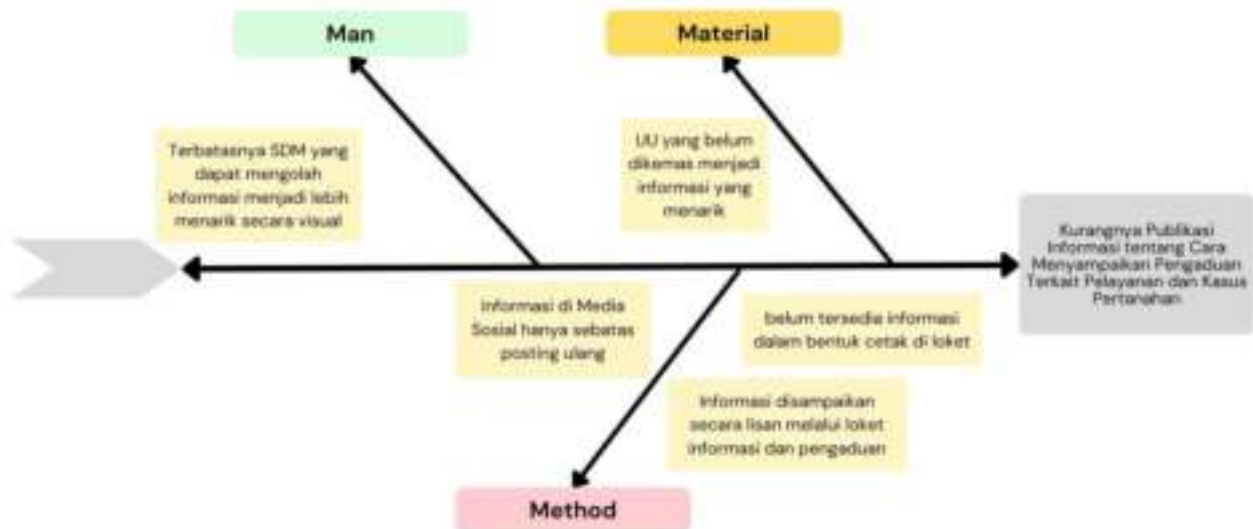 Man
Material
Terbatasnya SDM yang
dapat mengolah
informasi menjadi lebih
menarik secara visual
UU yang belum
dikemas menjadi
informasi yang
menarik
Kurangnya Publikasi
Informasi tentang Cara
Menyampaikan Pengaduan
Terkait Pelayanan dan Kasus
Pertanahan
Informasi di Media
Sosial hanya sebatas
posting ulang
belum tersedia informasi
dalam bentuk cetak di loket
Informasi disampaikan
secara lisan melalui loket
informasi dan pengaduan
Method